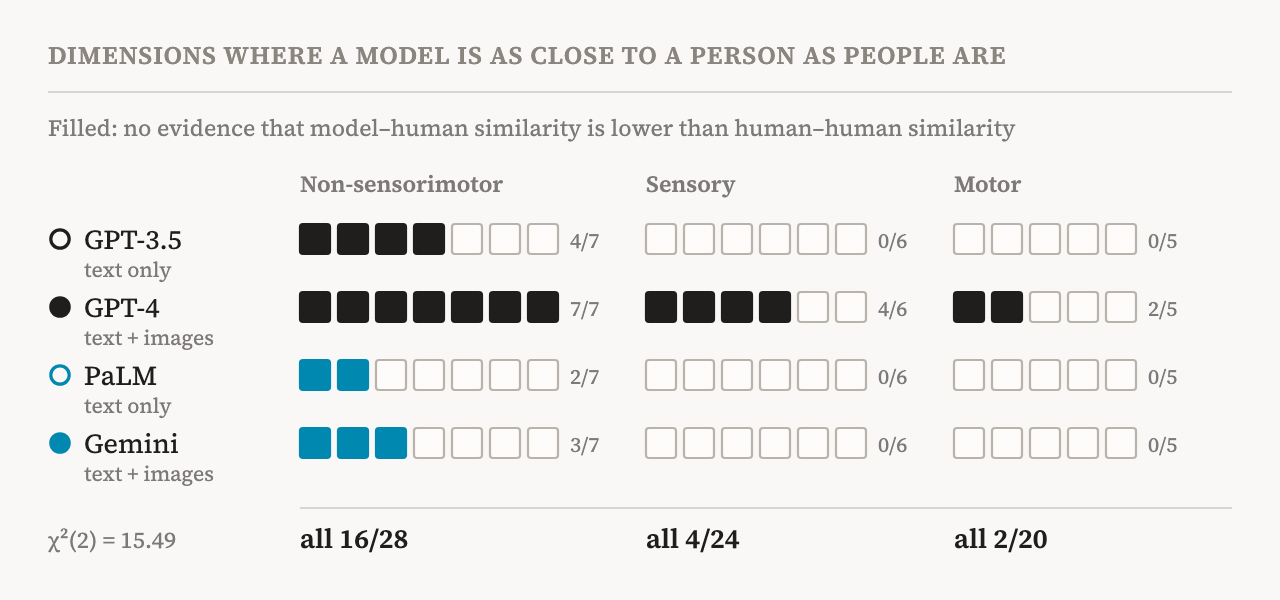 DIMENSIONS WHERE A MODEL IS AS CLOSE TO A PERSON AS PEOPLE ARE
Filled: no evidence that model–human similarity is lower than human–human similarity
Non-sensorimotor Sensory Motor
GPT-3.5 4/7 0/6 0/5
text only
GPT-4 7/7 4/6 2/5
text + images
PaLM 2/7 0/6 0/5
text only
Gemini 3/7 0/6 0/5
text + images
χ²(2) = 15.49 all 16/28 all 4/24 all 2/20